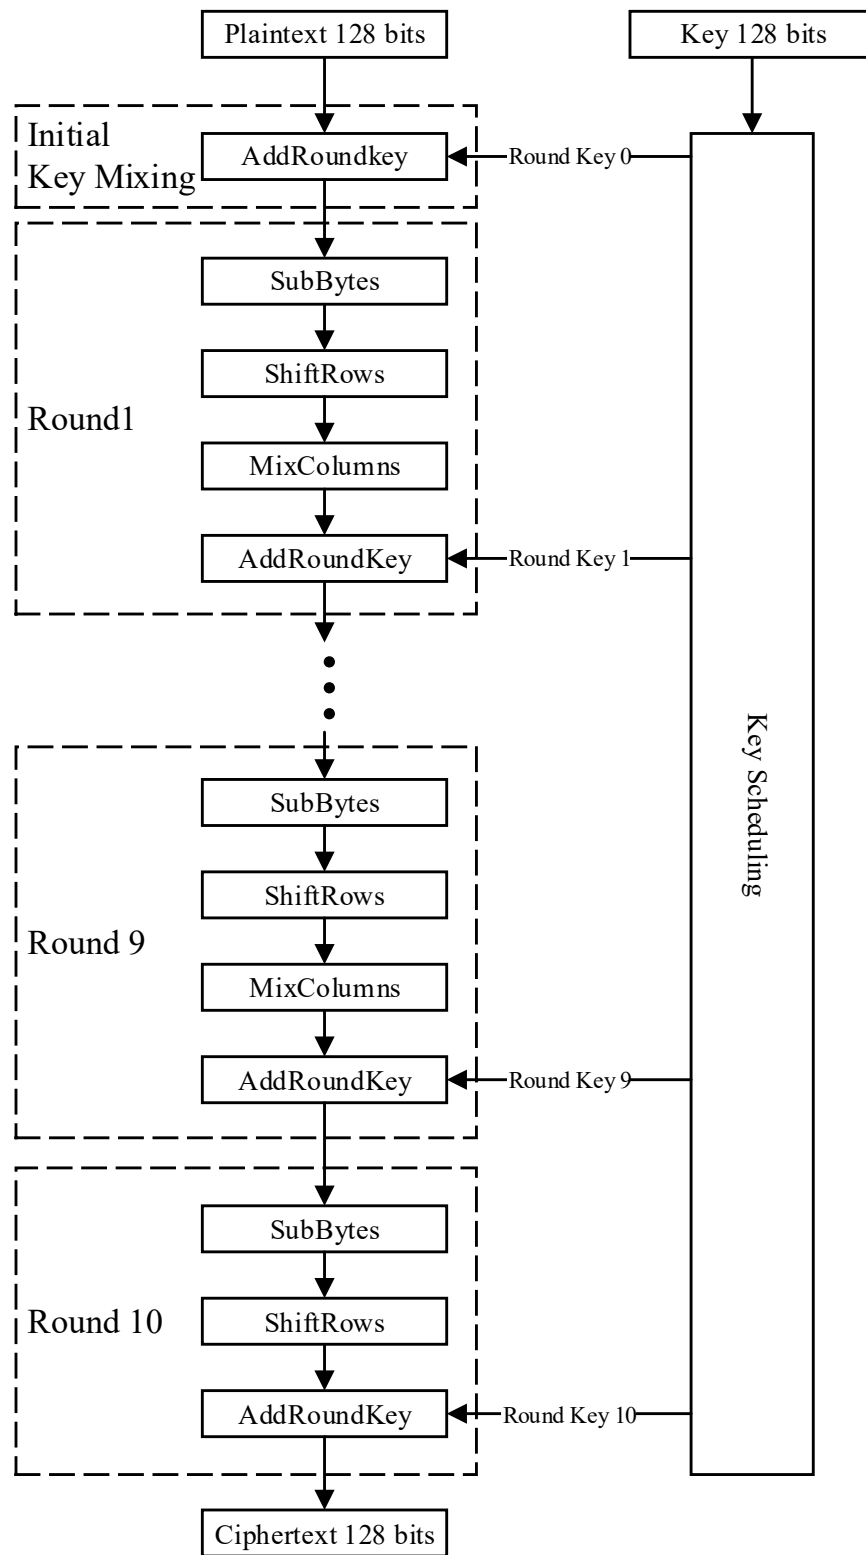 Plaintext 128 bits
Key 128 bits
Initial
Key Mixing
AddRoundkey
Round Key 0
SubBytes
ShiftRows
Round1
MixColumns
AddRoundKey
Round Key 1
Key Scheduling
SubBytes
ShiftRows
Round 9
MixColumns
AddRoundKey
Round Key 9
SubBytes
ShiftRows
Round 10
AddRoundKey
Round Key 10
Ciphertext 128 bits